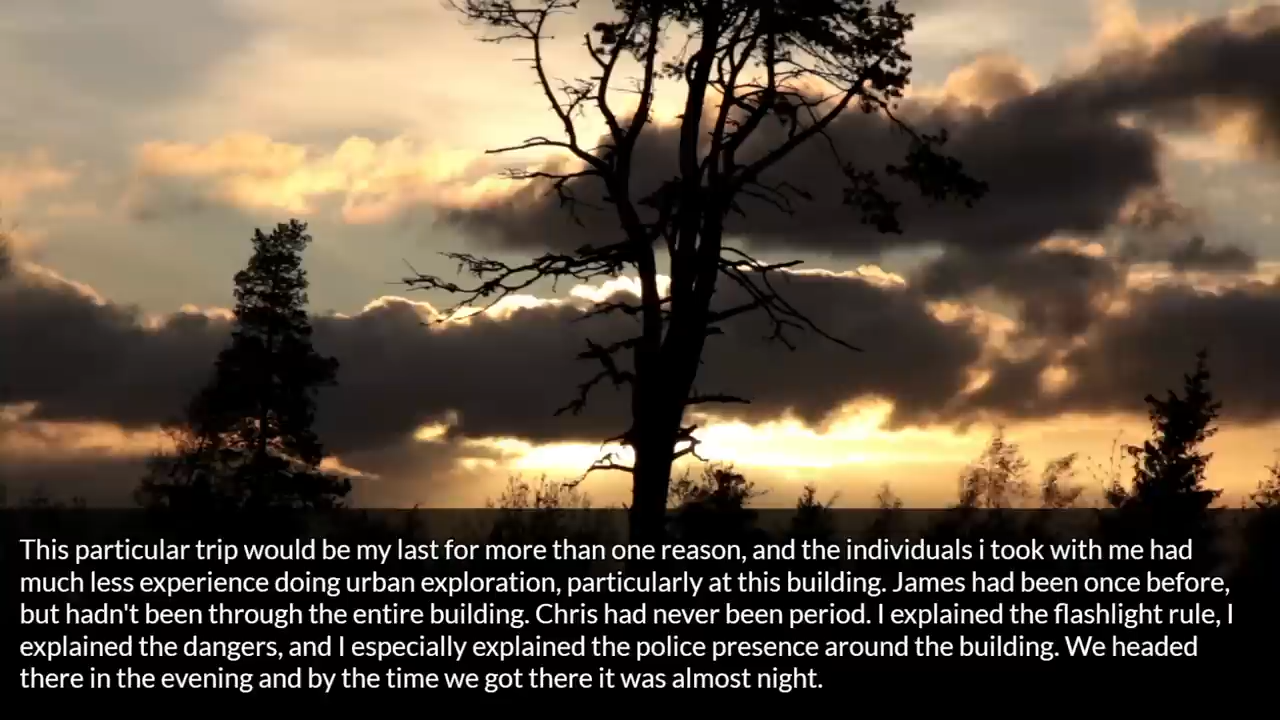 This particular trip would be my last for more than one reason, and the individuals i took with me had
much less experience doing urban exploration, particularly at this building. James had been once before,
but hadn't been through the entire building. Chris had never been period. I explained the flashlight rule, I
explained the dangers, and I especially explained the police presence around the building. We headed
there in the evening and by the time we got there it was almost night.